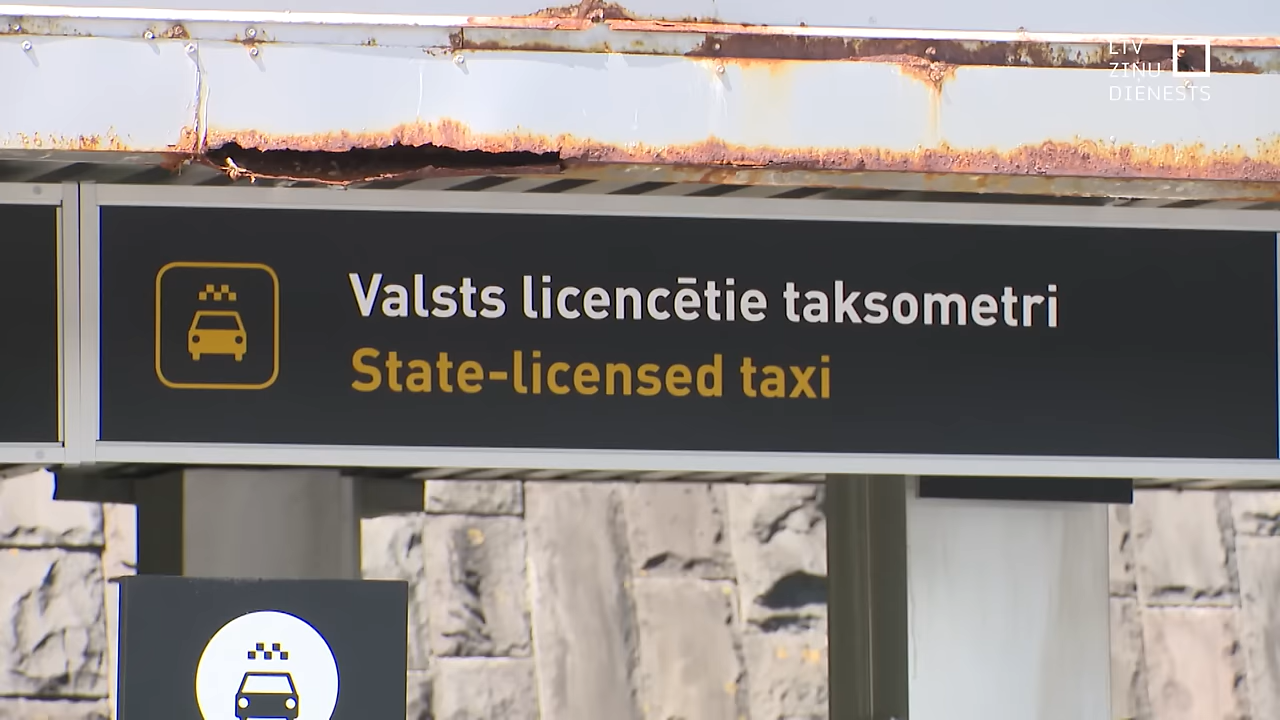 LTV
ZIŅU
DIENESTS
Valsts licencētie taksometri
State-licensed taxi